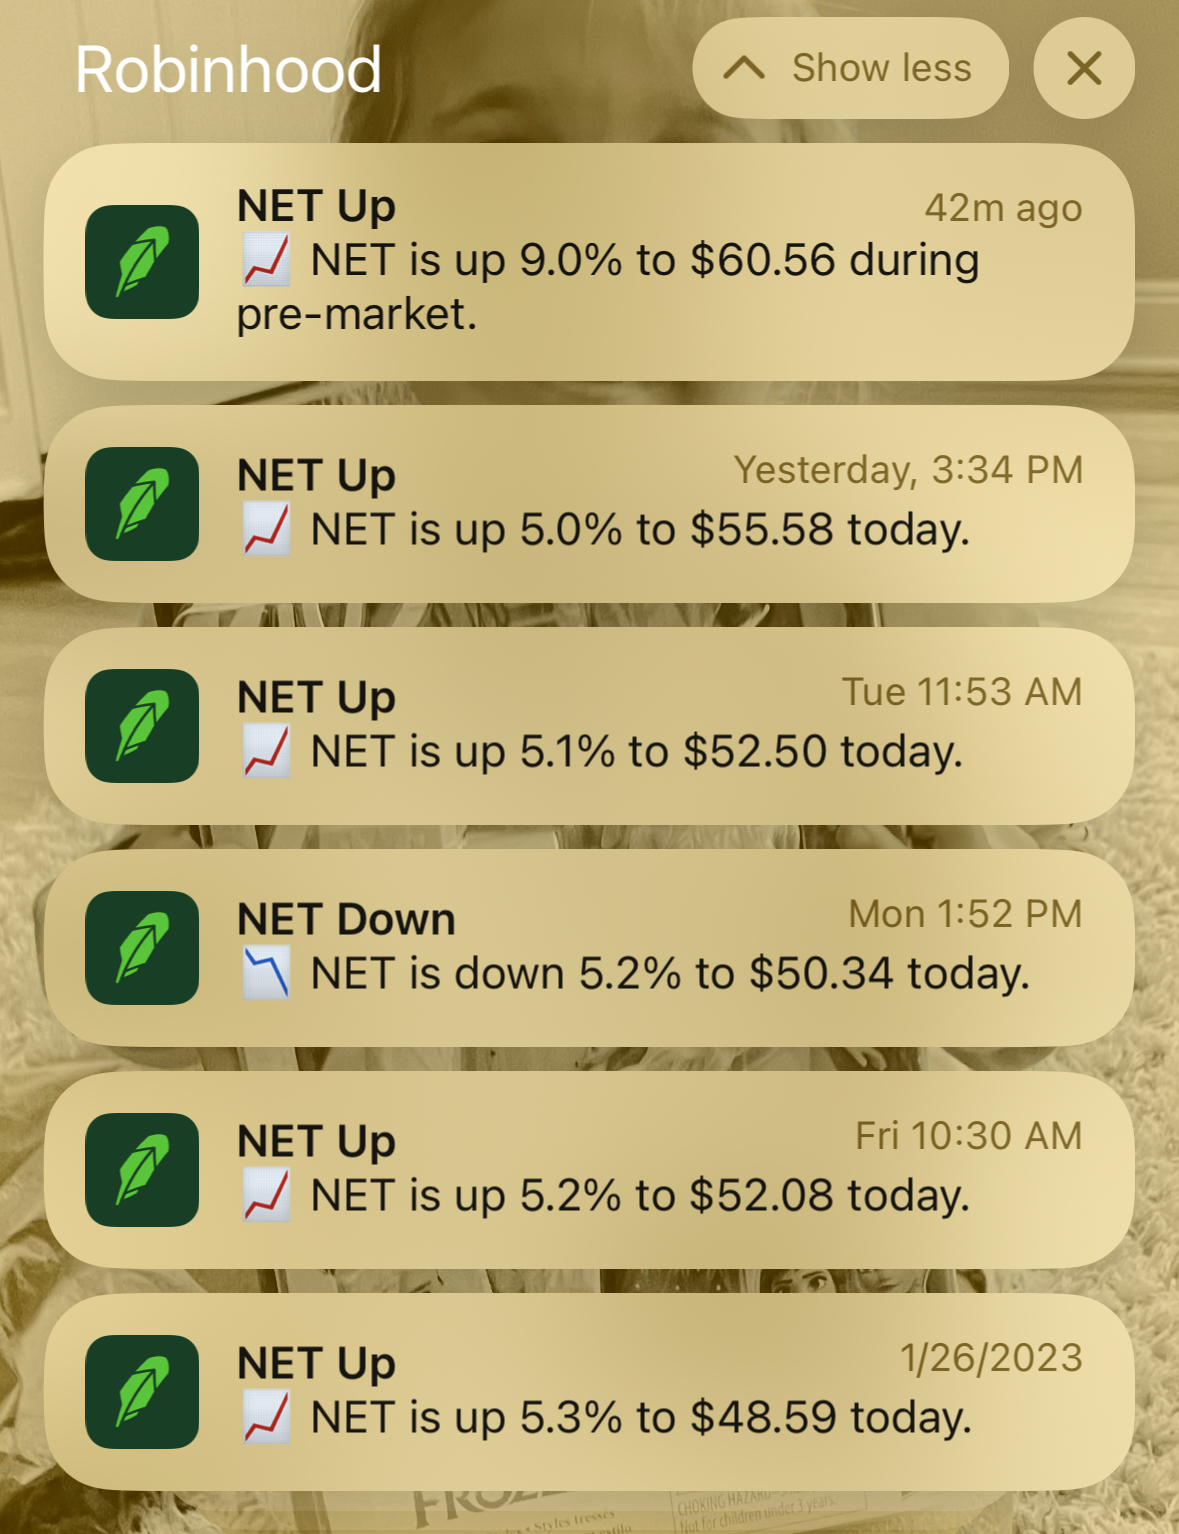 Robinhood
Show less
NET Up
42m ago
📈 NET is up 9.0% to $60.56 during
pre-market.
NET Up
Yesterday, 3:34 PM
📈 NET is up 5.0% to $55.58 today.
NET Up
Tue 11:53 AM
📈 NET is up 5.1% to $52.50 today.
NET Down
Mon 1:52 PM
📉 NET is down 5.2% to $50.34 today.
NET Up
Fri 10:30 AM
📈 NET is up 5.2% to $52.08 today.
NET Up
1/26/2023
📈 NET is up 5.3% to $48.59 today.
CHOKING HAZARD
Not for children under 3 years.
• Styles tresses